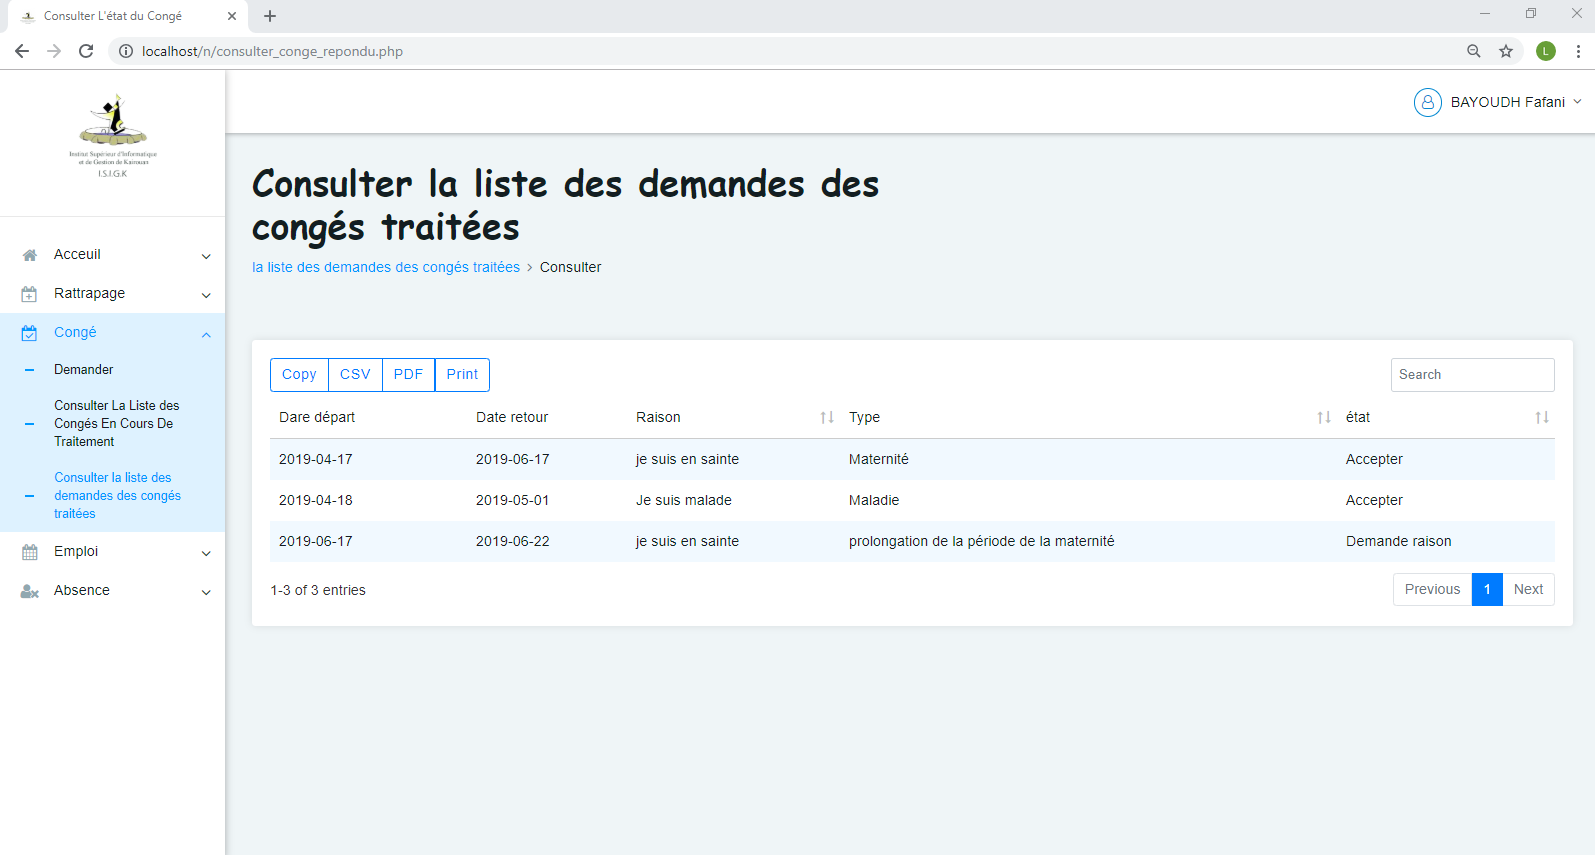 Consulter L'état du Congé
localhost/n/consulter_conge_repondu.php
L
Institut Supérieur d'Informatique
et de Gestion de Kairouan
I.S.I.G.K
BAYOUDH Fafani
Acceuil
Rattrapage
Congé
Demander
Consulter La Liste des
Congés En Cours De
Traitement
Consulter la liste des
demandes des congés
traitées
Emploi
Absence
Consulter la liste des demandes des
congés traitées
la liste des demandes des congés traitées > Consulter
Copy CSV PDF Print Search
Dare départ Date retour Raison Type état
2019-04-17 2019-06-17 je suis en sainte Maternité Accepter
2019-04-18 2019-05-01 Je suis malade Maladie Accepter
2019-06-17 2019-06-22 je suis en sainte prolongation de la période de la maternité Demande raison
1-3 of 3 entries Previous 1 Next